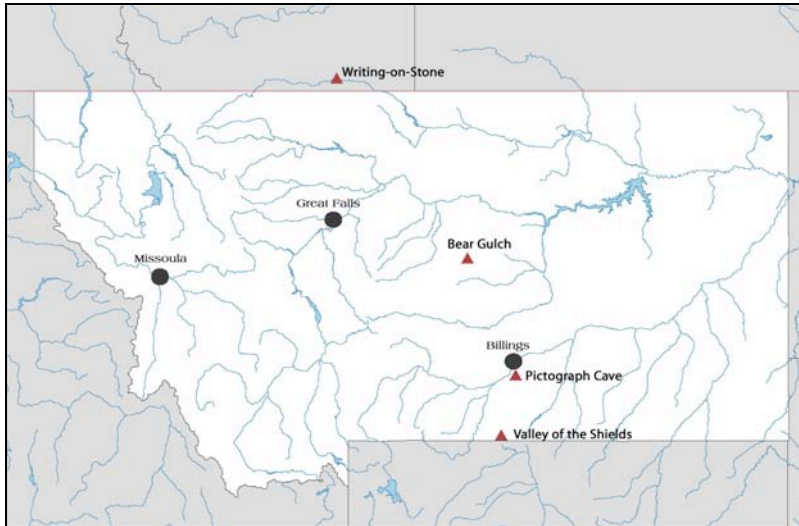 Writing-on-Stone
Great Falls
Bear Gulch
Missoula
Billings
Pictograph Cave
Valley of the Shields